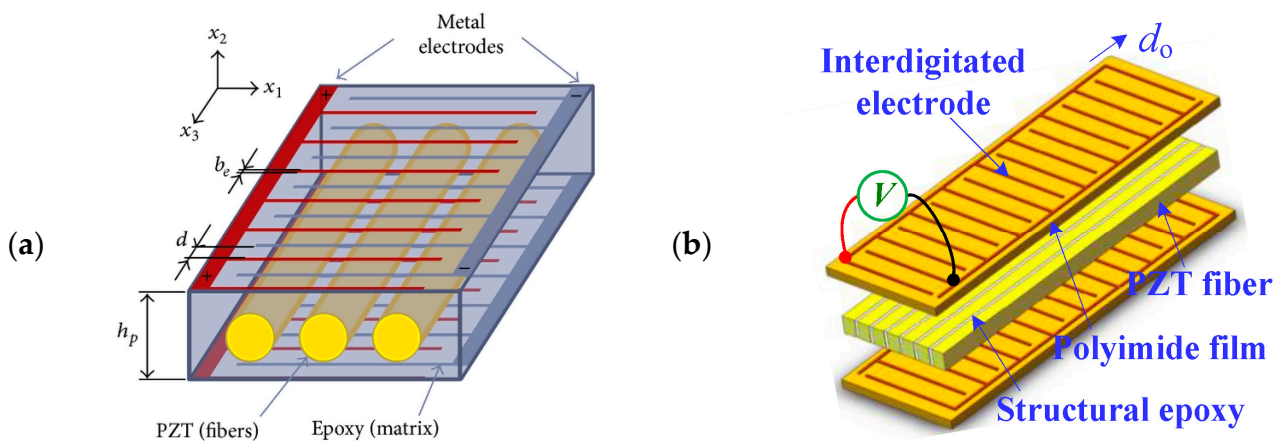 Metal
electrodes
x2
x1
x3
+
−
be
d
+
−
hp
PZT (fibers)
Epoxy (matrix)
(a)
do
Interdigitated
electrode
V
PZT fiber
Polyimide film
Structural epoxy
(b)